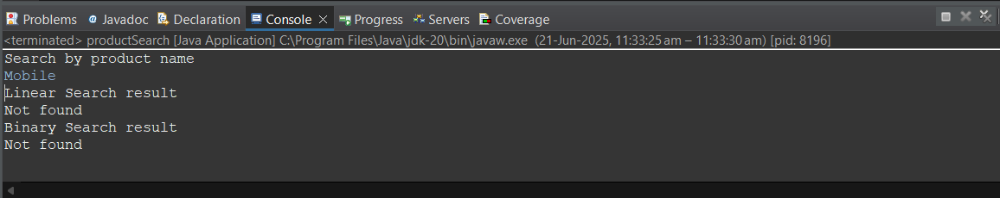 Problems Javadoc Declaration Console Progress Servers Coverage
<terminated> productSearch [Java Application] C:\Program Files\Java\jdk-20\bin\javaw.exe (21-Jun-2025, 11:33:25 am – 11:33:30 am) [pid: 8196]
Search by product name
Mobile
Linear Search result
Not found
Binary Search result
Not found